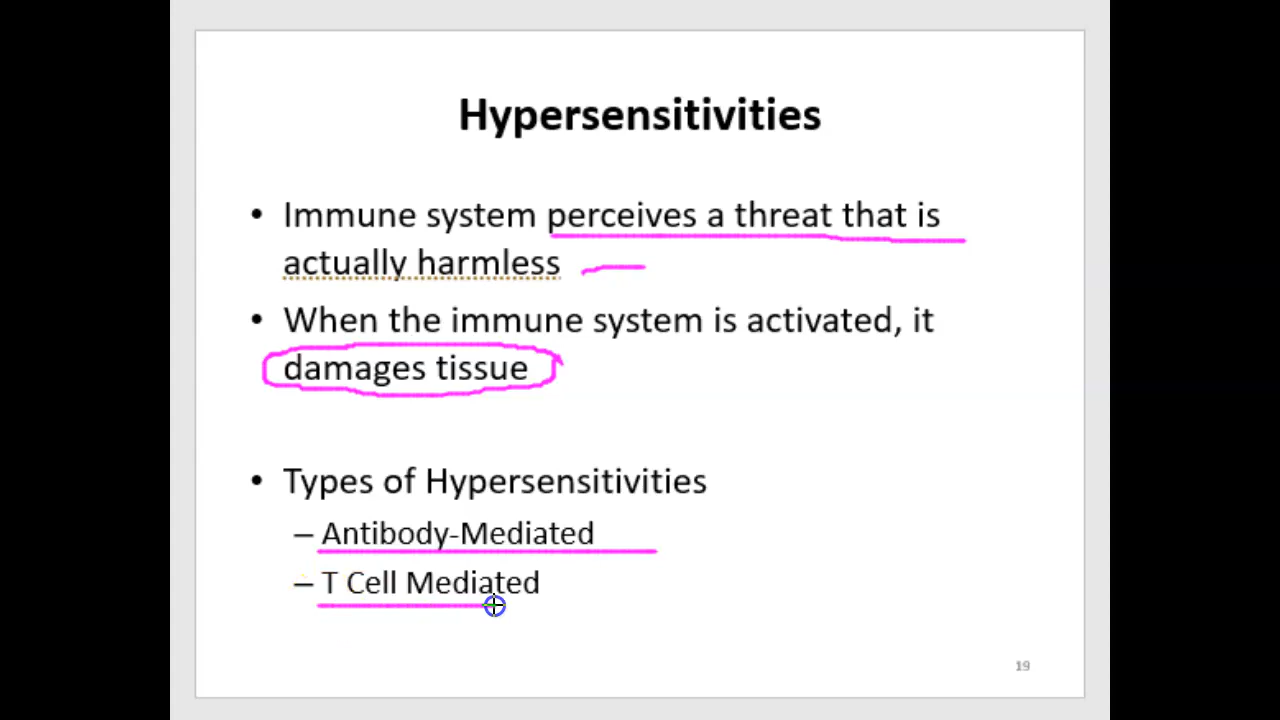 Hypersensitivities
• Immune system perceives a threat that is
actually harmless
• When the immune system is activated, it
damages tissue
• Types of Hypersensitivities
– Antibody-Mediated
– T Cell Mediated
19